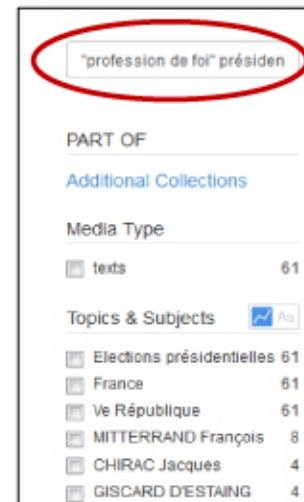 "profession de foi" présiden
PART OF
Additional Collections
Media Type
texts 61
Topics & Subjects Aa
Elections présidentielles 61
France 61
Ve République 61
MITTERRAND François 8
CHIRAC Jacques 4
GISCARD D'ESTAING 4